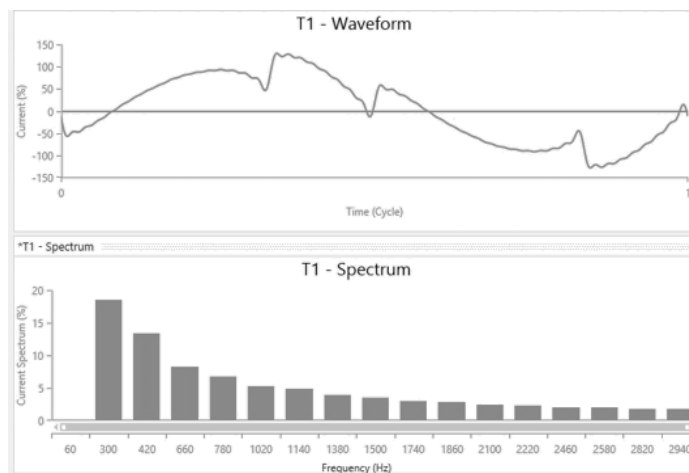 T1 - Waveform
150
100
50
0
-50
-100
-150
Current (%)
0
1
Time (Cycle)
*T1 - Spectrum
T1 - Spectrum
20
15
10
5
0
Current Spectrum (%)
60 300 420 660 780 1020 1140 1380 1500 1740 1860 2100 2220 2460 2580 2820 2940
Frequency (Hz)